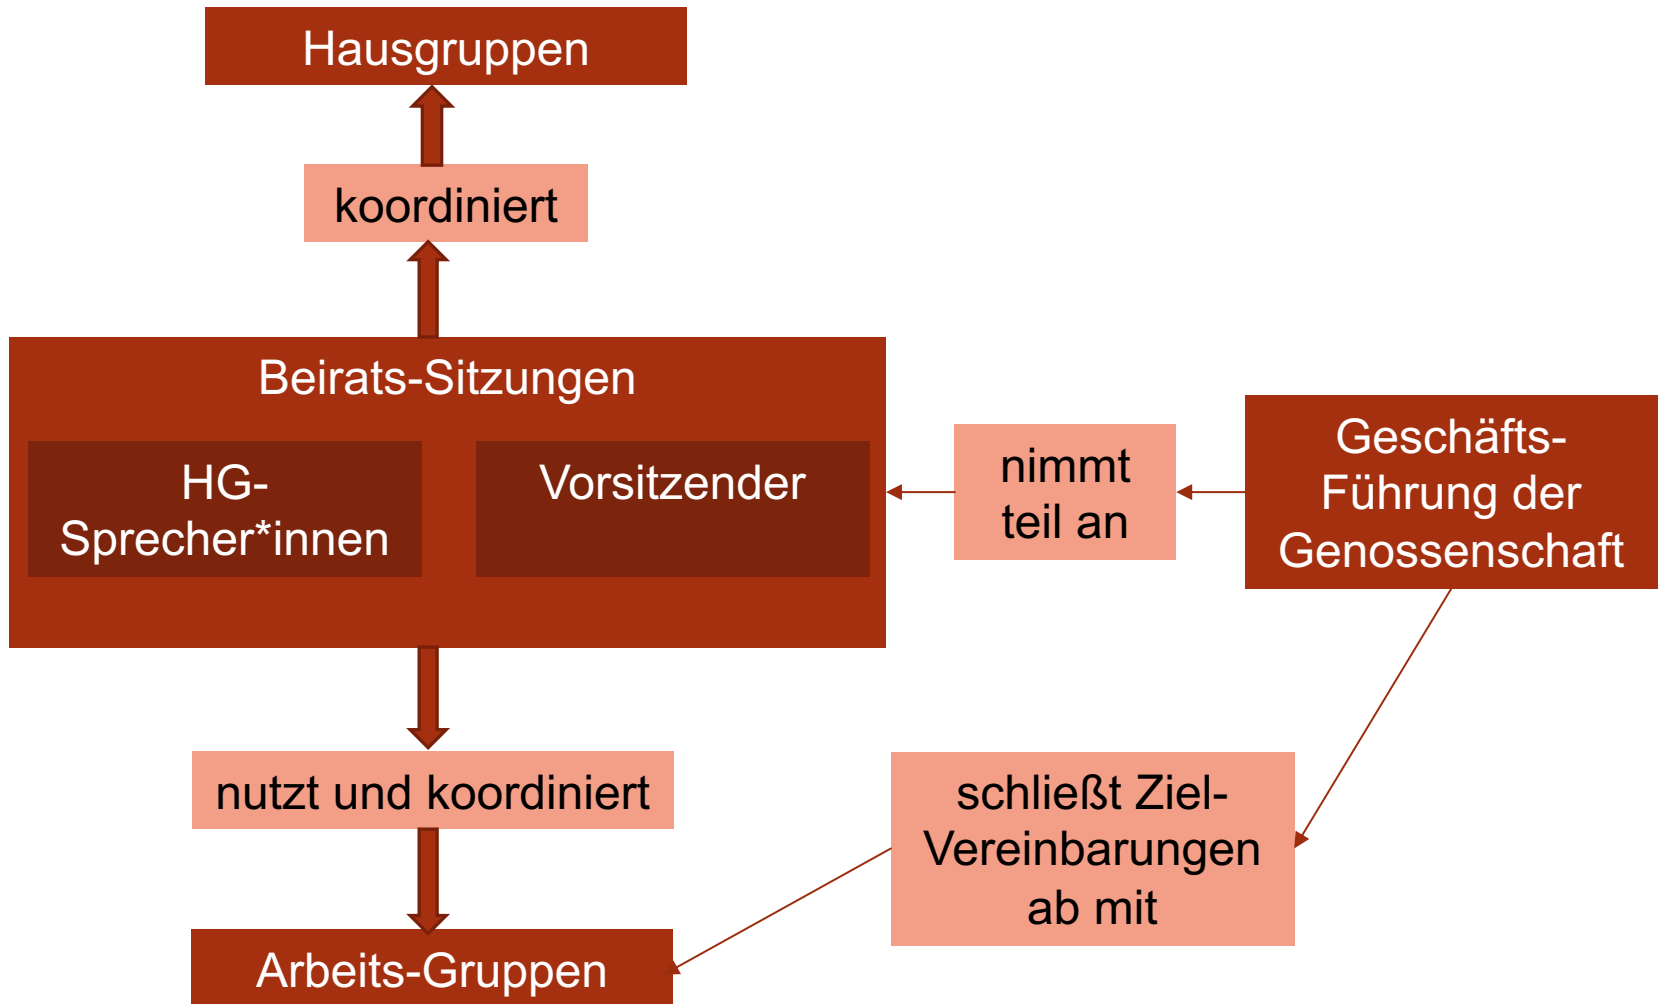 Hausgruppen
koordiniert
Beirats-Sitzungen
HG-
Sprecher*innen
Vorsitzender
nimmt
teil an
Geschäfts-
Führung der
Genossenschaft
nutzt und koordiniert
schließt Ziel-
Vereinbarungen
ab mit
Arbeits-Gruppen